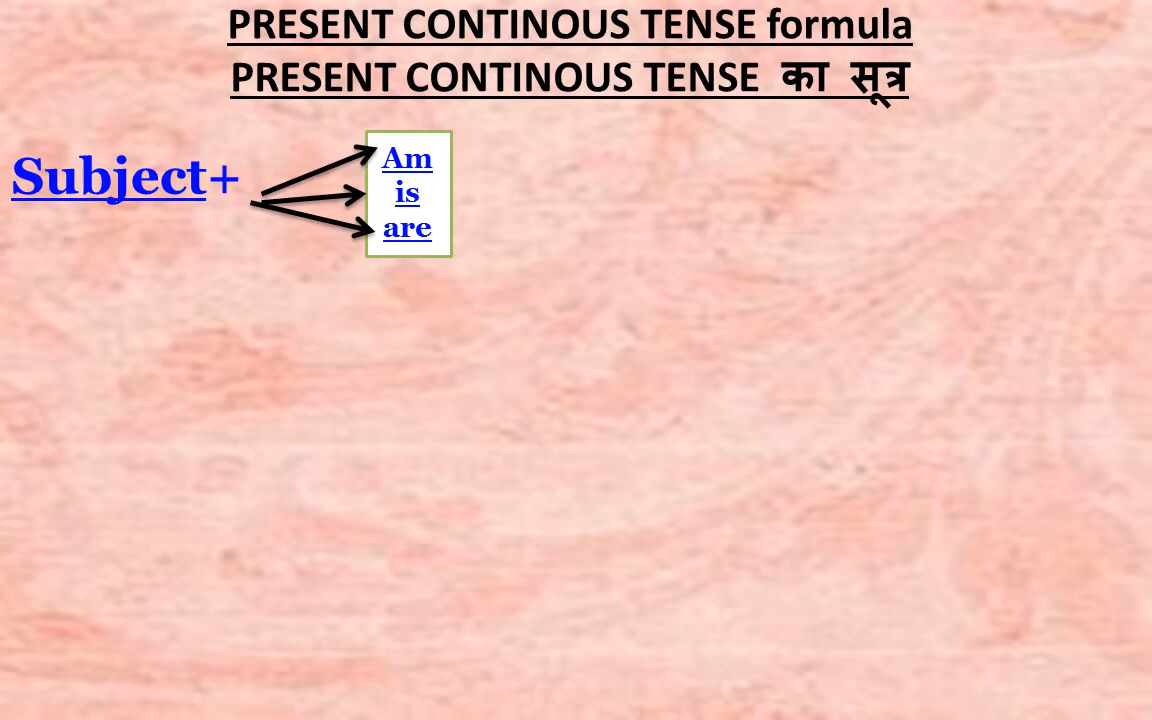 PRESENT CONTINOUS TENSE formula
PRESENT CONTINOUS TENSE का सूत्र
Subject+
Am
is
are